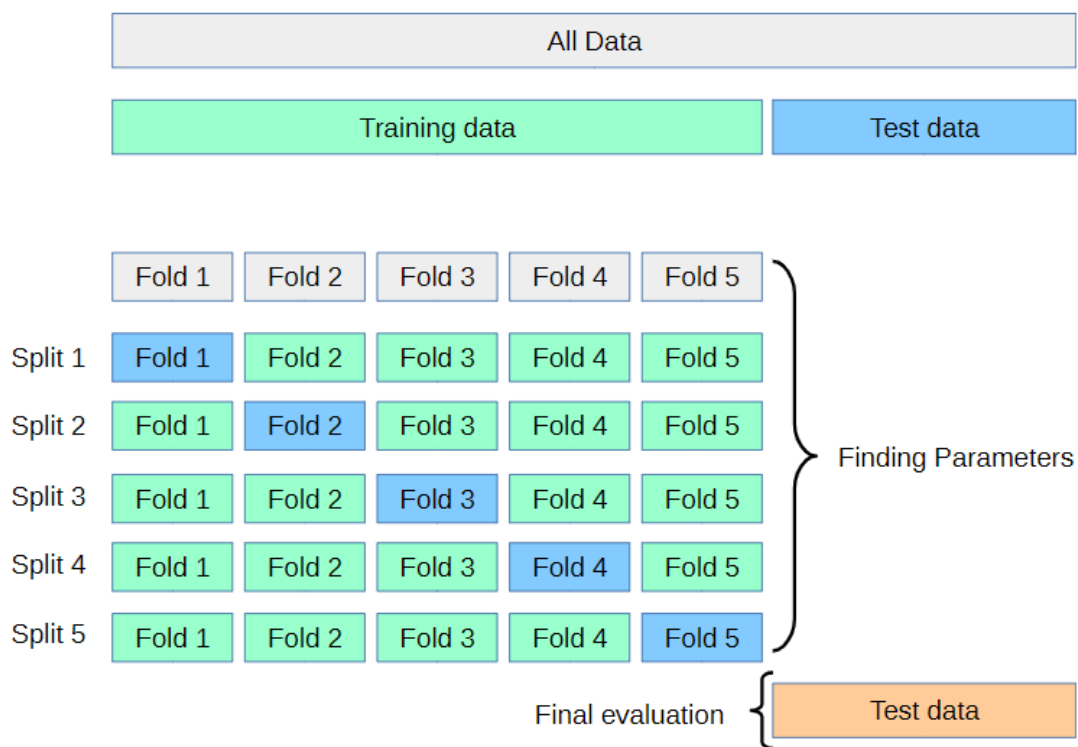 All Data
Training data Test data
Fold 1 Fold 2 Fold 3 Fold 4 Fold 5
Split 1 Fold 1 Fold 2 Fold 3 Fold 4 Fold 5
Split 2 Fold 1 Fold 2 Fold 3 Fold 4 Fold 5
Finding Parameters
Split 3 Fold 1 Fold 2 Fold 3 Fold 4 Fold 5
Split 4 Fold 1 Fold 2 Fold 3 Fold 4 Fold 5
Split 5 Fold 1 Fold 2 Fold 3 Fold 4 Fold 5
Final evaluation Test data